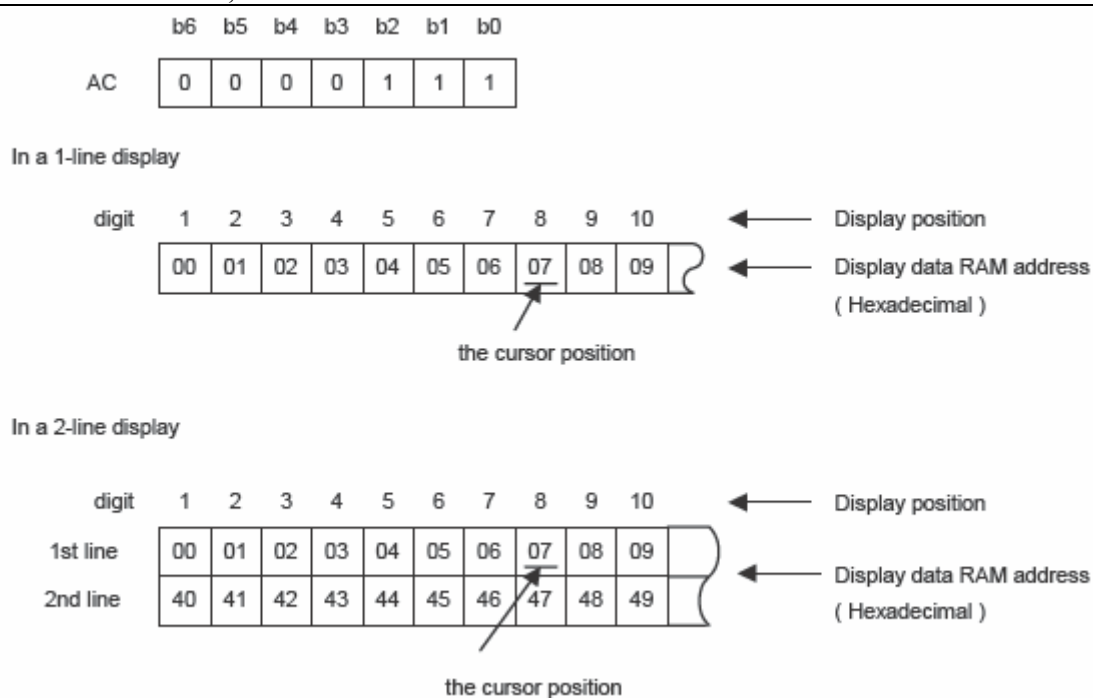 b6 b5 b4 b3 b2 b1 b0
AC 0 0 0 0 1 1 1
In a 1-line display
digit 1 2 3 4 5 6 7 8 9 10 Display position
00 01 02 03 04 05 06 07 08 09 Display data RAM address
( Hexadecimal )
the cursor position
In a 2-line display
digit 1 2 3 4 5 6 7 8 9 10 Display position
1st line 00 01 02 03 04 05 06 07 08 09
Display data RAM address
2nd line 40 41 42 43 44 45 46 47 48 49
( Hexadecimal )
the cursor position